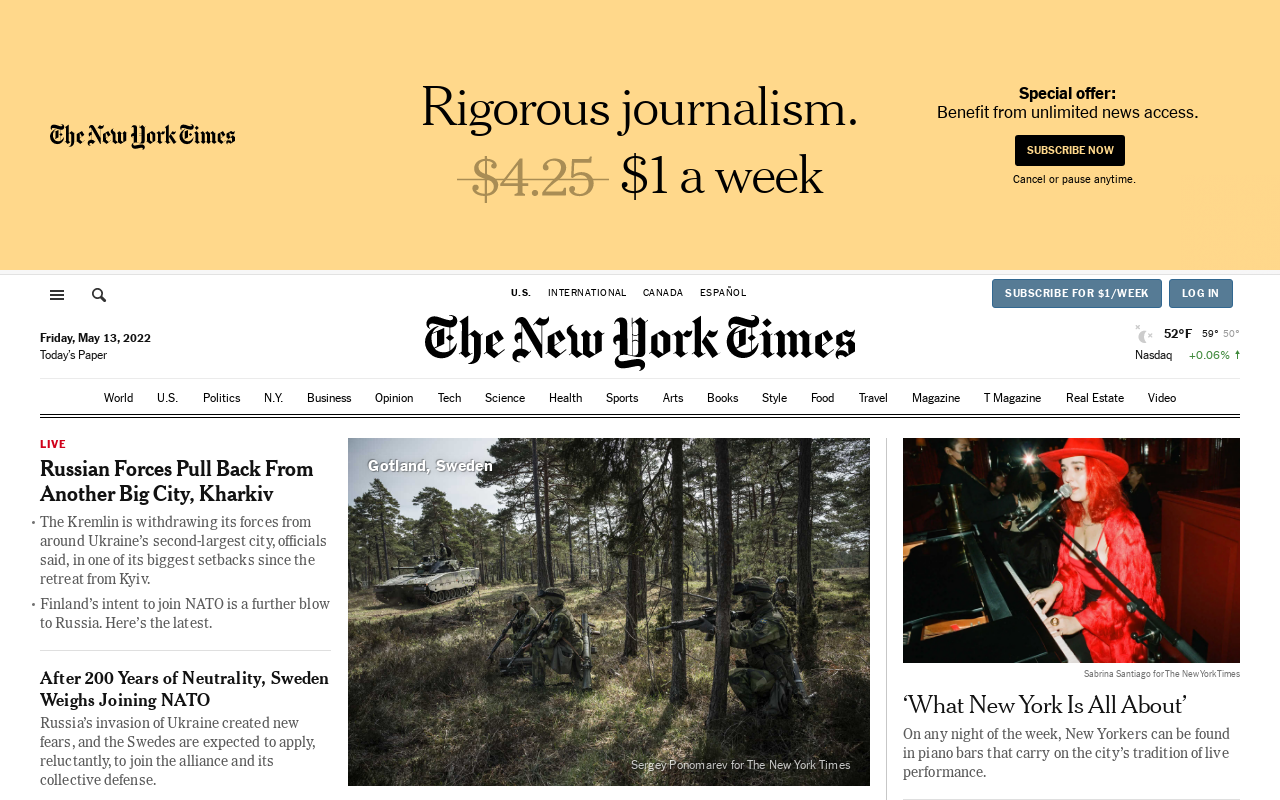 The New York Times
Rigorous journalism.
$4.25 $1 a week
Special offer:
Benefit from unlimited news access.
SUBSCRIBE NOW
Cancel or pause anytime.
U.S. INTERNATIONAL CANADA ESPAÑOL
SUBSCRIBE FOR $1/WEEK LOG IN
Friday, May 13, 2022
Today's Paper
The New York Times
52°F 59° 50°
Nasdaq +0.06% ↑
World U.S. Politics N.Y. Business Opinion Tech Science Health Sports Arts Books Style Food Travel Magazine T Magazine Real Estate Video
LIVE
Russian Forces Pull Back From
Another Big City, Kharkiv
• The Kremlin is withdrawing its forces from
around Ukraine's second-largest city, officials
said, in one of its biggest setbacks since the
retreat from Kyiv.
• Finland's intent to join NATO is a further blow
to Russia. Here's the latest.
After 200 Years of Neutrality, Sweden
Weighs Joining NATO
Russia's invasion of Ukraine created new
fears, and the Swedes are expected to apply,
reluctantly, to join the alliance and its
collective defense.
Gotland, Sweden
Sergey Ponomarev for The New York Times
Sabrina Santiago for The New York Times
‘What New York Is All About’
On any night of the week, New Yorkers can be found
in piano bars that carry on the city's tradition of live
performance.